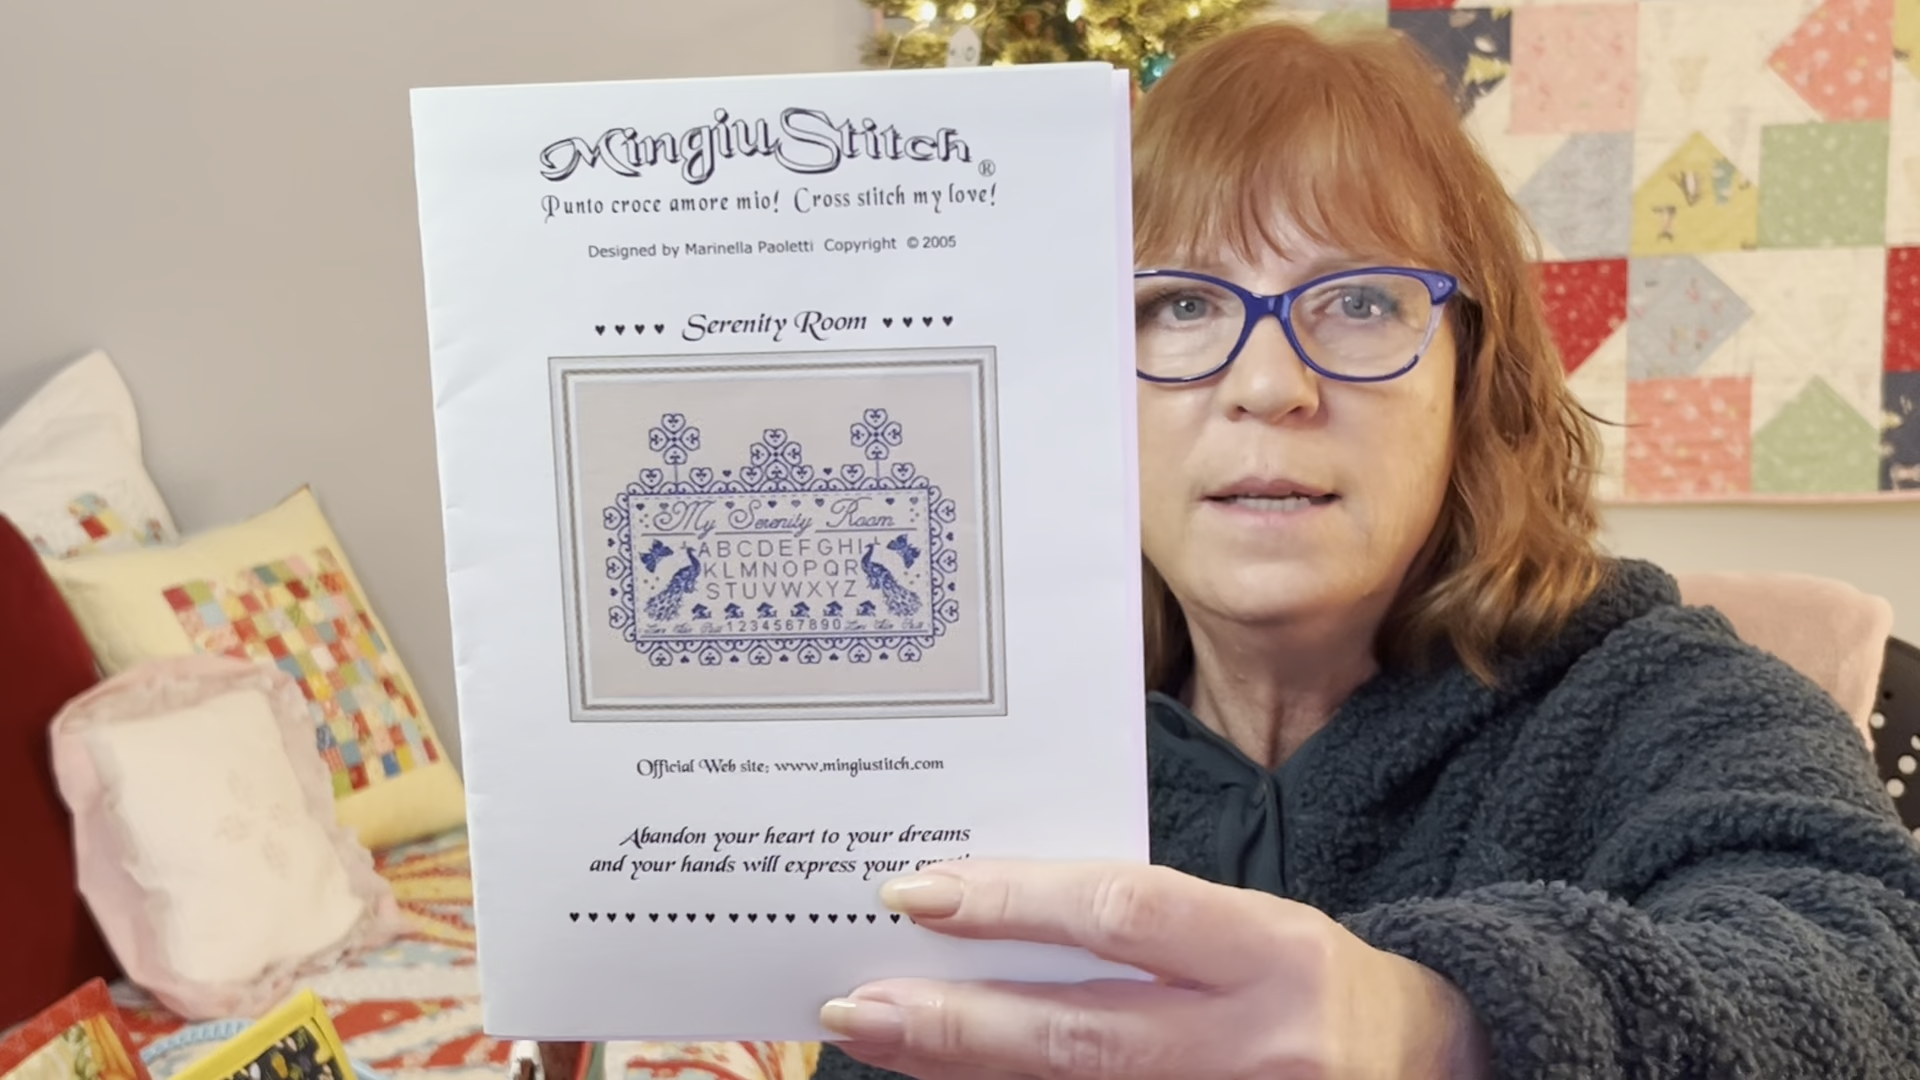 MingiuStitch®
Punto croce amore mio! Cross stitch my love!
Designed by Marinella Paoletti Copyright © 2005
♥ ♥ ♥ ♥ Serenity Room ♥ ♥ ♥ ♥
My Serenity Room
ABCDEFGHI
KLMNOPQR
STUVWXYZ
1234567890
Official Web site: www.mingiustitch.com
Abandon your heart to your dreams
and your hands will express your